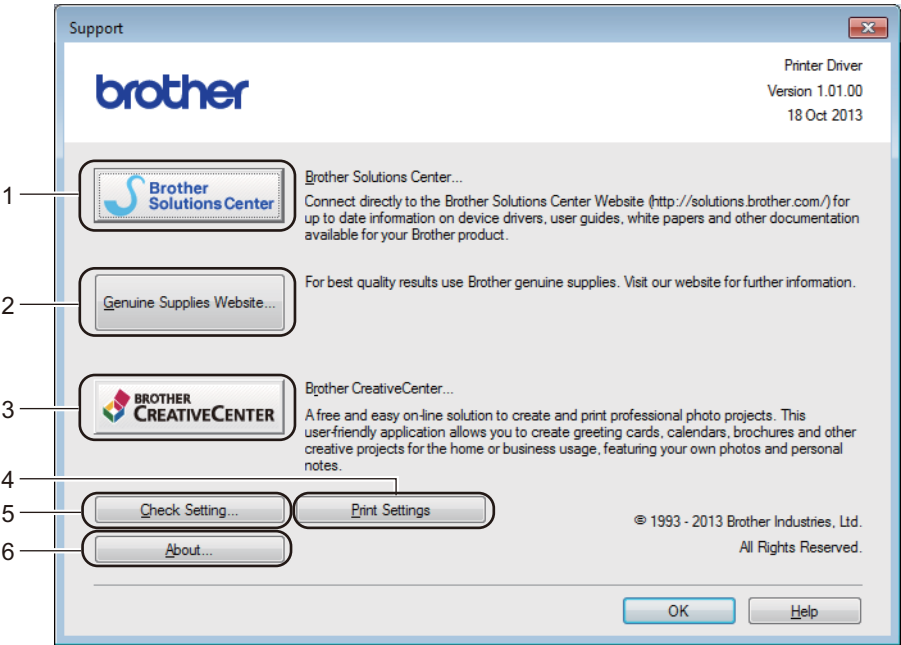 Support
brother
Printer Driver
Version 1.01.00
18 Oct 2013
1
Brother
Solutions Center
Brother Solutions Center...
Connect directly to the Brother Solutions Center Website (http://solutions.brother.com/) for
up to date information on device drivers, user guides, white papers and other documentation
available for your Brother product.
2
Genuine Supplies Website...
For best quality results use Brother genuine supplies. Visit our website for further information.
3
BROTHER
CREATIVECENTER
Brother CreativeCenter...
A free and easy on-line solution to create and print professional photo projects. This
user-friendly application allows you to create greeting cards, calendars, brochures and other
creative projects for the home or business usage, featuring your own photos and personal
notes.
4
5
Check Setting...
Print Settings
© 1993 - 2013 Brother Industries, Ltd.
6
About...
All Rights Reserved.
OK
Help